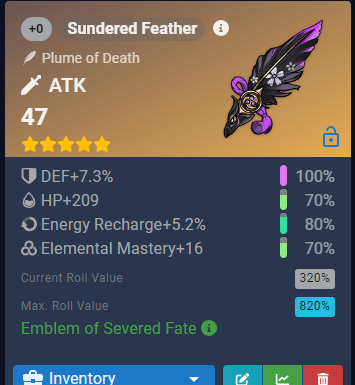 +0 Sundered Feather
Plume of Death
ATK
47
DEF+7.3% 100%
HP+209 70%
Energy Recharge+5.2% 80%
Elemental Mastery+16 70%
Current Roll Value 320%
Max. Roll Value 820%
Emblem of Severed Fate
Inventory